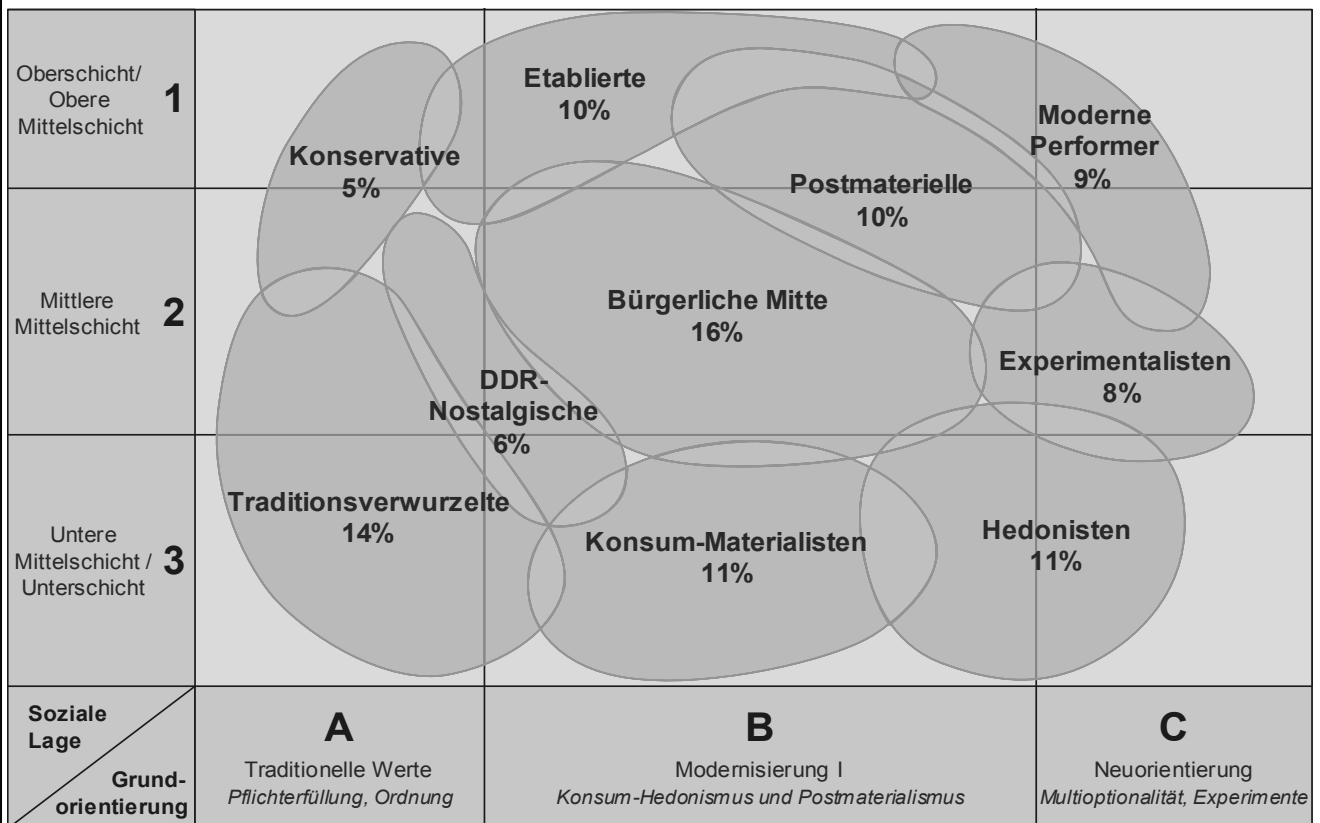 Oberschicht/
Obere
Mittelschicht
1
Etablierte
10%
Moderne
Performer
9%
Konservative
5%
Postmaterielle
10%
Mittlere
Mittelschicht
2
Bürgerliche Mitte
16%
Experimentalisten
8%
DDR-
Nostalgische
6%
Untere
Mittelschicht /
Unterschicht
3
Traditionsverwurzelte
14%
Konsum-Materialisten
11%
Hedonisten
11%
Soziale
Lage
Grund-
orientierung
A
Traditionelle Werte
Pflichterfüllung, Ordnung
B
Modernisierung I
Konsum-Hedonismus und Postmaterialismus
C
Neuorientierung
Multioptionalität, Experimente